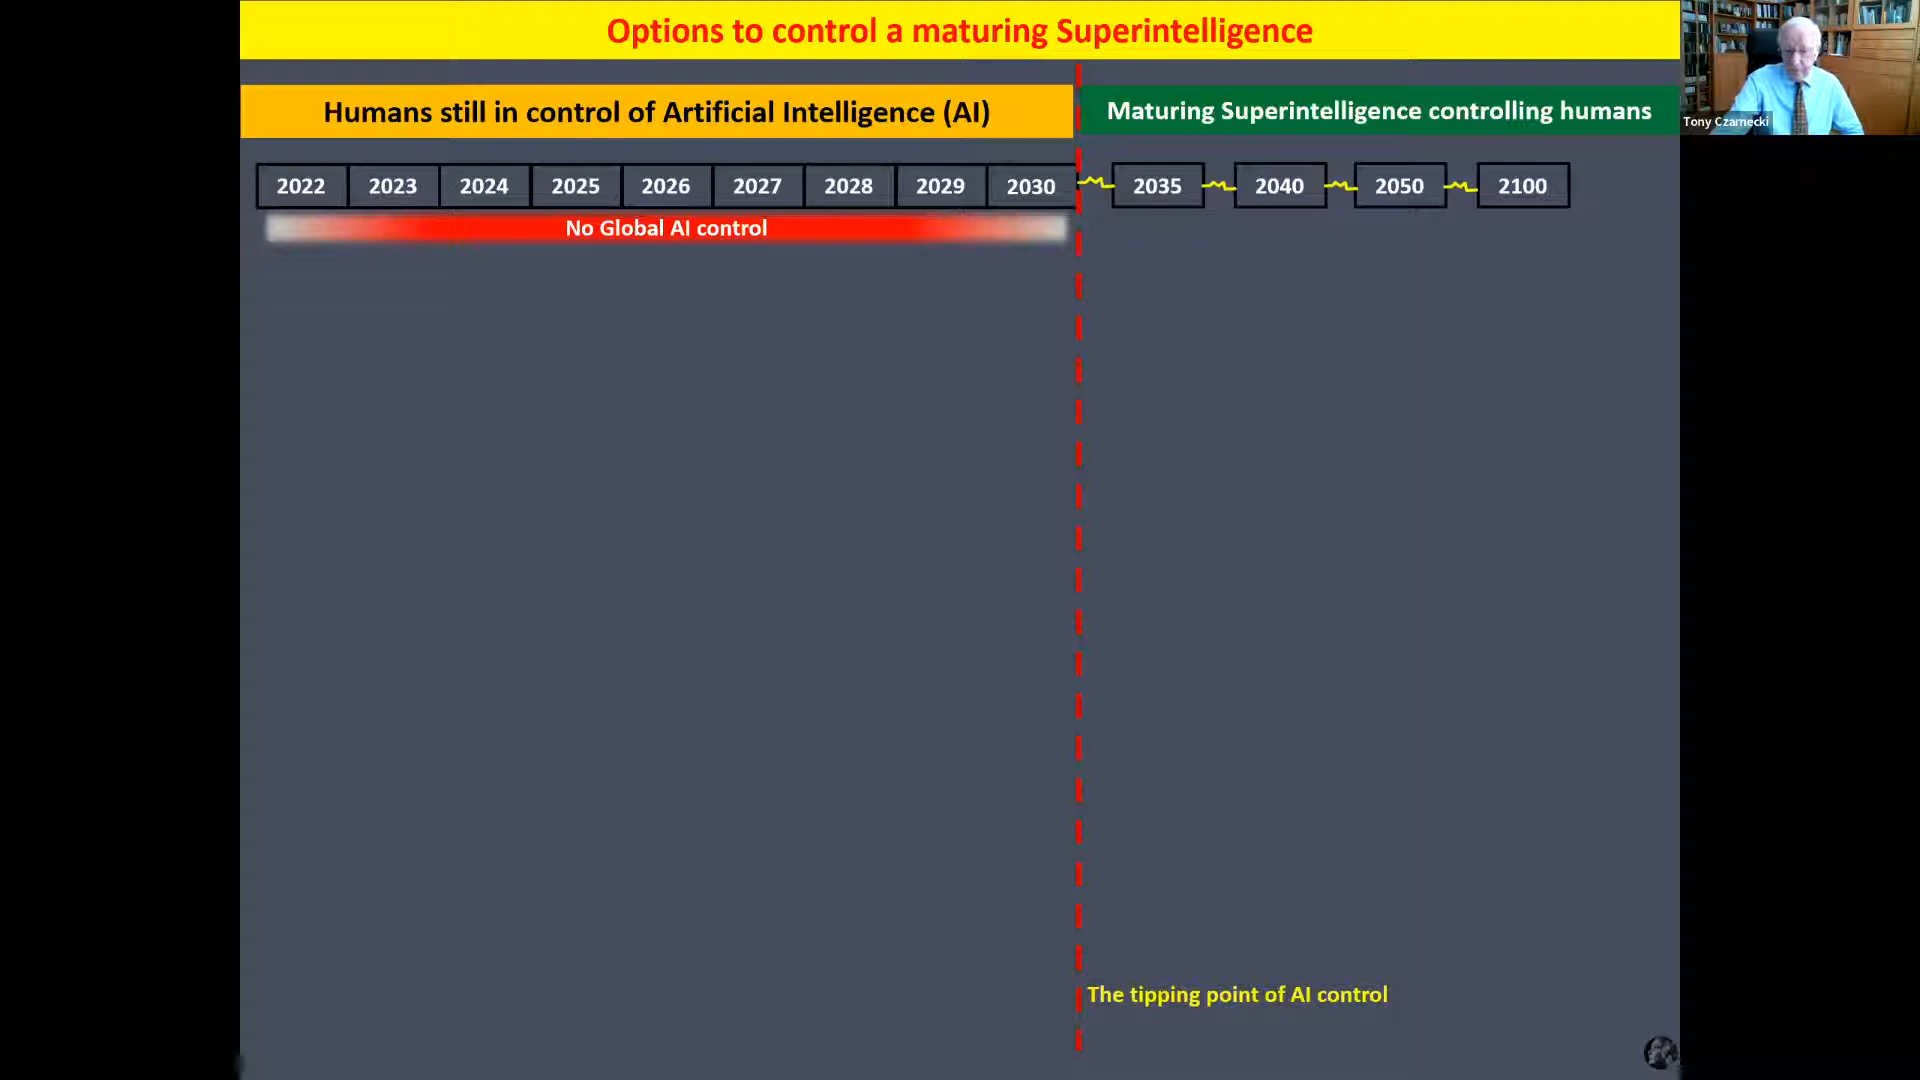 Options to control a maturing Superintelligence
Humans still in control of Artificial Intelligence (AI)
Maturing Superintelligence controlling humans
Tony Czarnecki
2022 2023 2024 2025 2026 2027 2028 2029 2030 2035 2040 2050 2100
No Global AI control
The tipping point of AI control